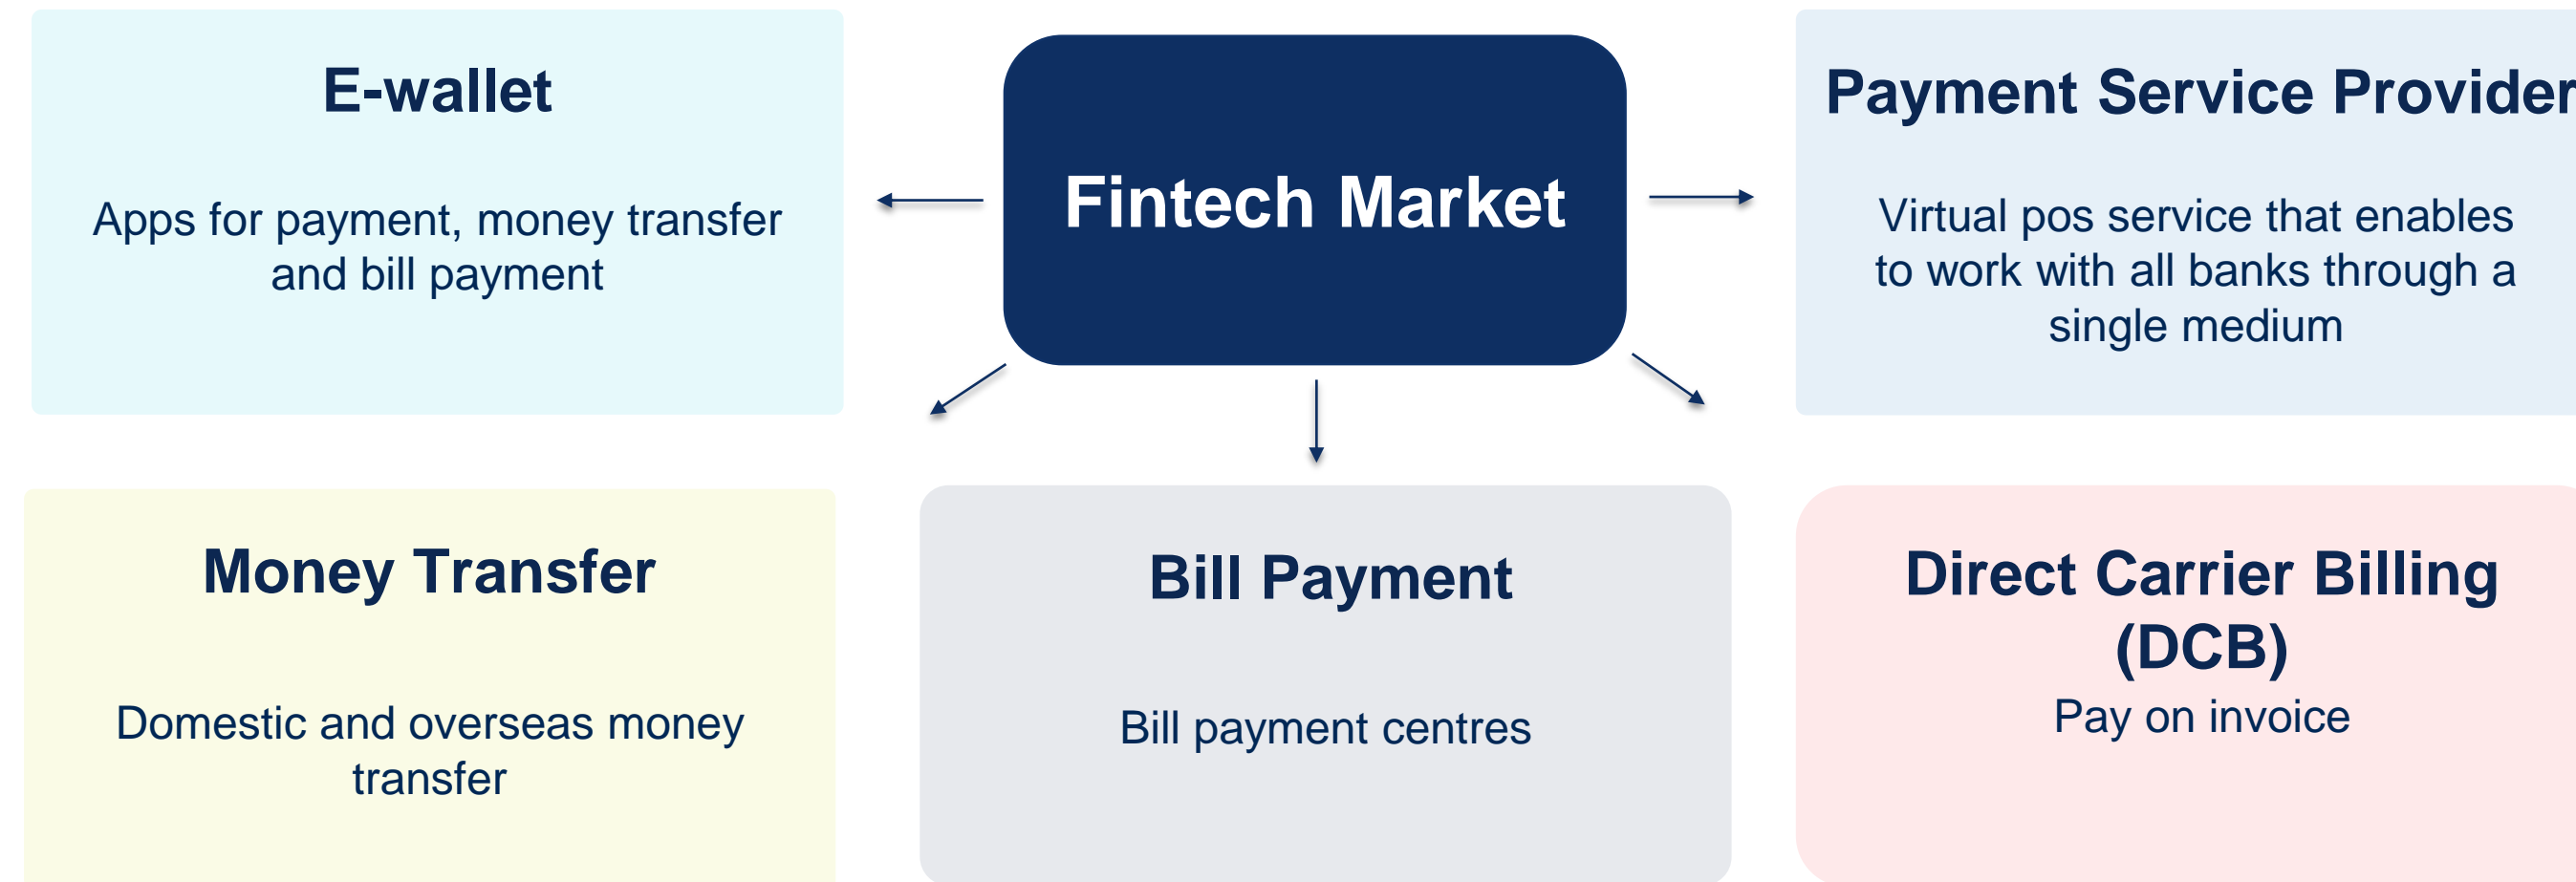 E-wallet
Apps for payment, money transfer
and bill payment
Fintech Market
Payment Service Provider
Virtual pos service that enables
to work with all banks through a
single medium
Money Transfer
Domestic and overseas money
transfer
Bill Payment
Bill payment centres
Direct Carrier Billing
(DCB)
Pay on invoice